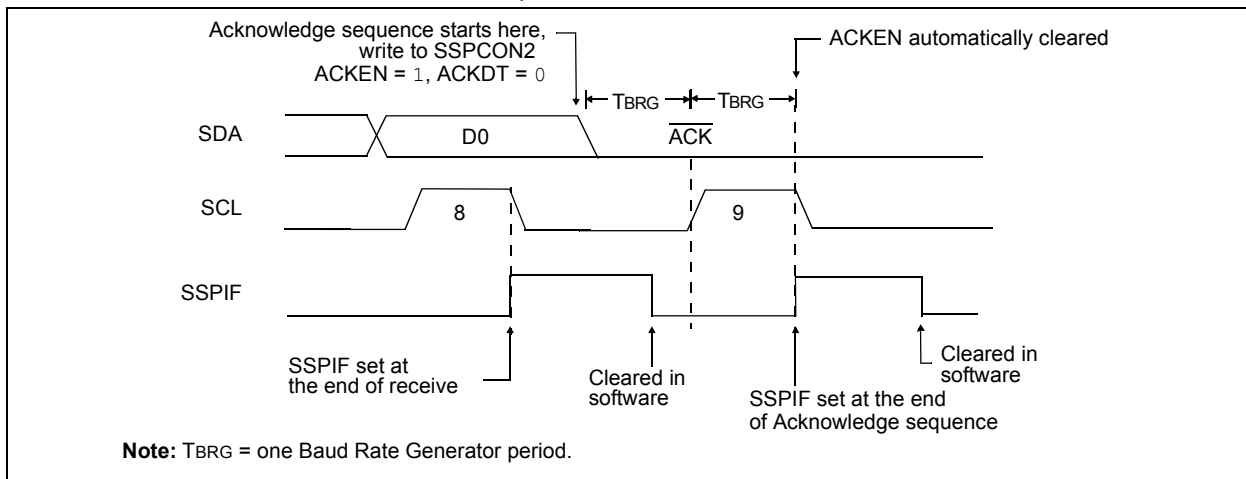 Acknowledge sequence starts here,
write to SSPCON2
ACKEN = 1, ACKDT = 0
ACKEN automatically cleared
TBRG
TBRG
SDA
D0
ACK
SCL
8
9
SSPIF
SSPIF set at
the end of receive
Cleared in
software
SSPIF set at the end
of Acknowledge sequence
Cleared in
software
Note: TBRG = one Baud Rate Generator period.